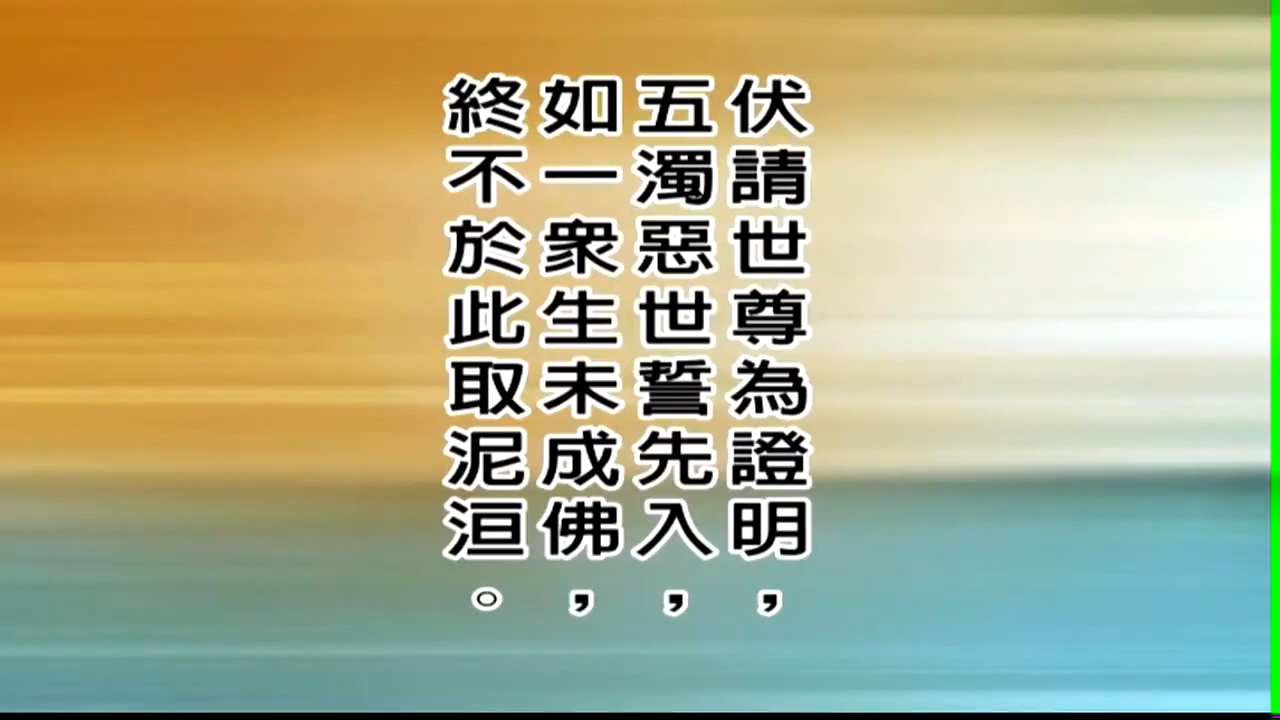 伏請世尊為證明，
五濁惡世誓先入，
如一眾生未成佛，
終不於此取泥洹。